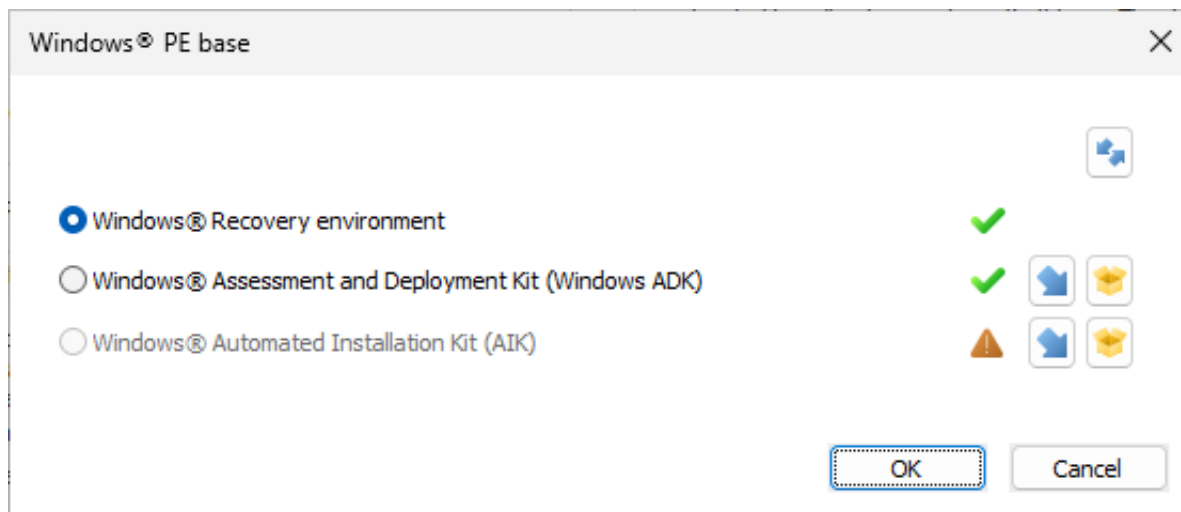 Windows® PE base
Windows® Recovery environment
Windows® Assessment and Deployment Kit (Windows ADK)
Windows® Automated Installation Kit (AIK)
OK
Cancel